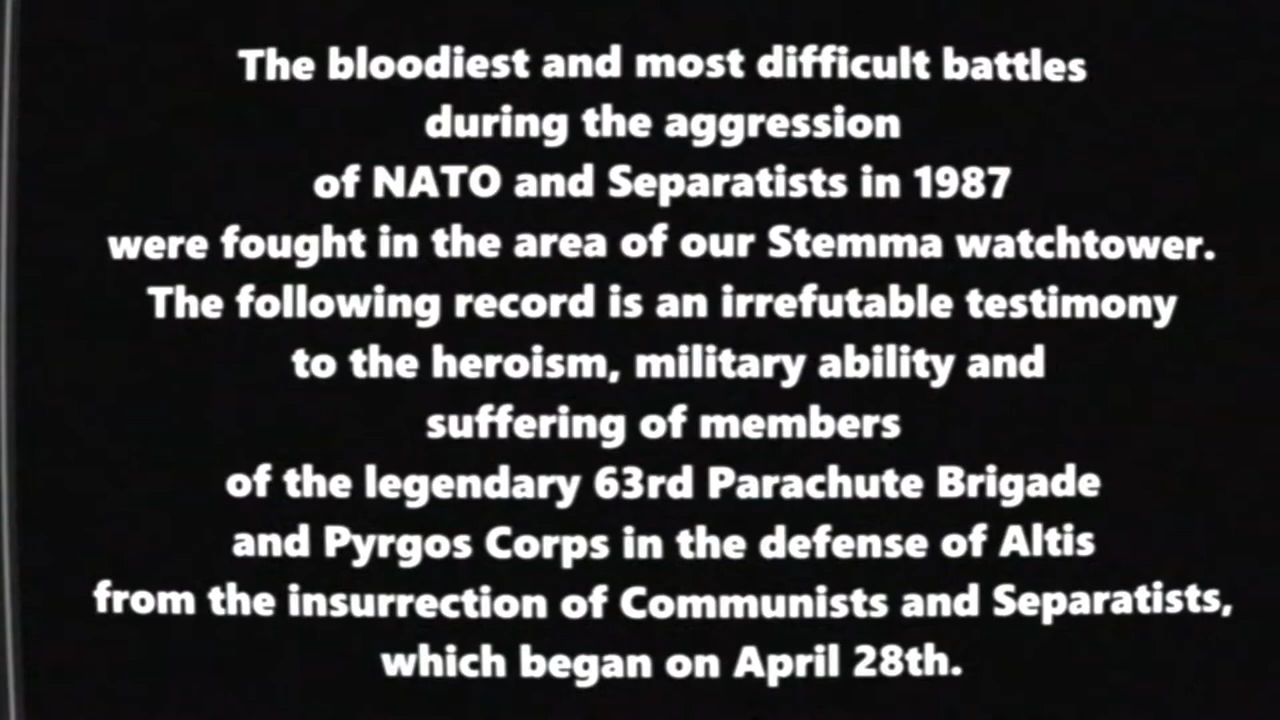 The bloodiest and most difficult battles
during the aggression
of NATO and Separatists in 1987
were fought in the area of our Stemma watchtower.
The following record is an irrefutable testimony
to the heroism, military ability and
suffering of members
of the legendary 63rd Parachute Brigade
and Pyrgos Corps in the defense of Altis
from the insurrection of Communists and Separatists,
which began on April 28th.